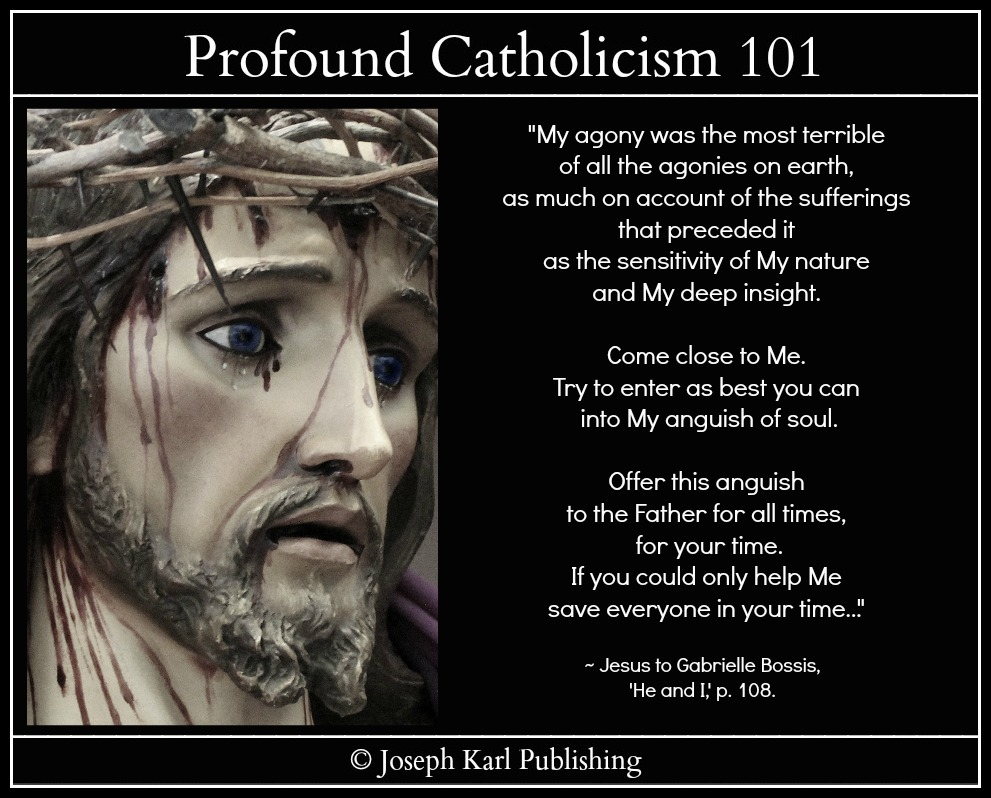 Profound Catholicism 101
"My agony was the most terrible
of all the agonies on earth,
as much on account of the sufferings
that preceded it
as the sensitivity of My nature
and My deep insight.
Come close to Me.
Try to enter as best you can
into My anguish of soul.
Offer this anguish
to the Father for all times,
for your time.
If you could only help Me
save everyone in your time..."
~ Jesus to Gabrielle Bossis,
'He and I,' p. 108.
© Joseph Karl Publishing